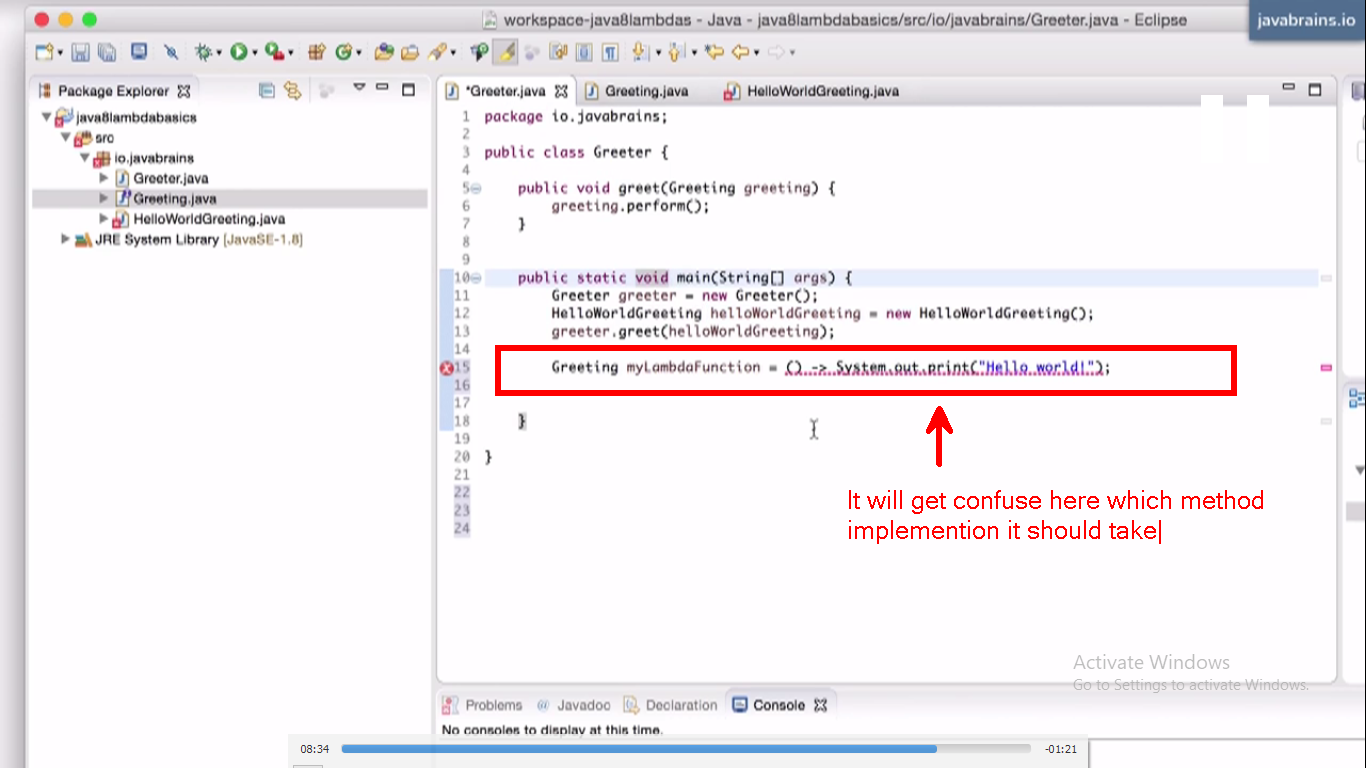 workspace-java8lambdas - Java - java8lambdabasics/src/io/javabrains/Greeter.java - Eclipse
javabrains.io
Package Explorer
java8lambdabasics
src
io.javabrains
Greeter.java
Greeting.java
HelloWorldGreeting.java
JRE System Library [JavaSE-1.8]
*Greeter.java Greeting.java HelloWorldGreeting.java
1 package io.javabrains;
2
3 public class Greeter {
4
5 public void greet(Greeting greeting) {
6 greeting.perform();
7 }
8
9
10 public static void main(String[] args) {
11 Greeter greeter = new Greeter();
12 HelloWorldGreeting helloWorldGreeting = new HelloWorldGreeting();
13 greeter.greet(helloWorldGreeting);
14
15 Greeting myLambdaFunction = () -> System.out.print("Hello world!");
16
17
18 }
19
20 }
21
22
23
24
It will get confuse here which method
implemention it should take
Activate Windows
Go to Settings to activate Windows.
Problems @ Javadoc Declaration Console
No consoles to display at this time.
08:34 -01:21